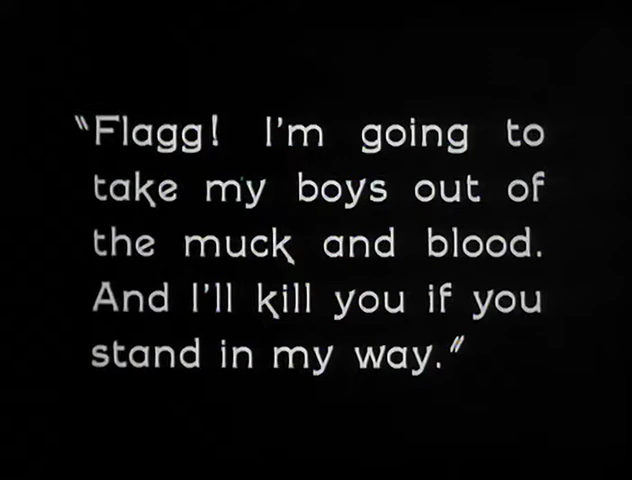 "Flagg! I'm going to
take my boys out of
the muck and blood.
And I'll kill you if you
stand in my way."